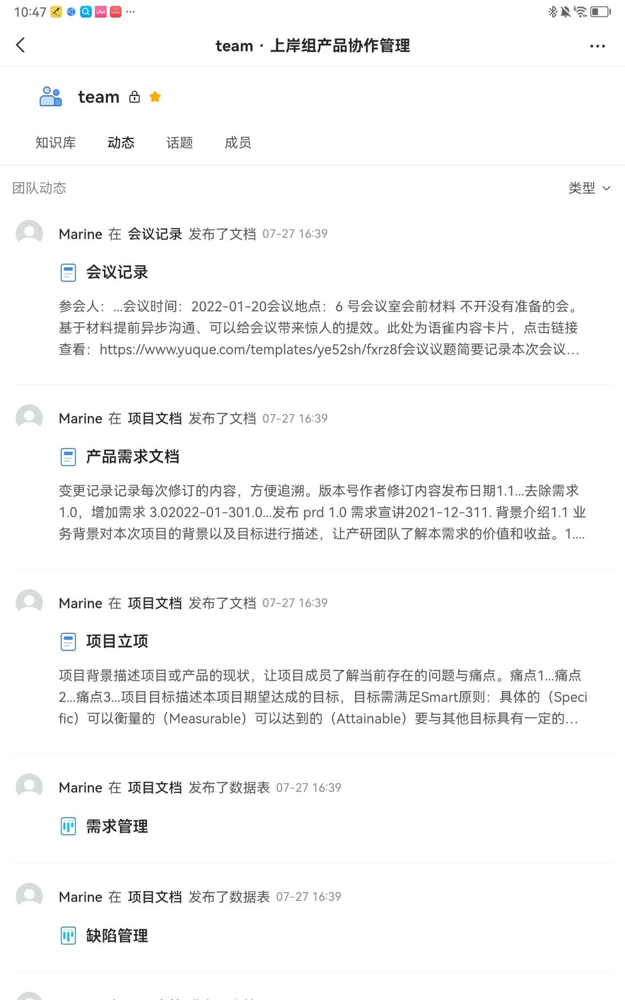 10:47
team · 上岸组产品协作管理
team
知识库 动态 话题 成员
团队动态 类型
Marine 在 会议记录 发布了文档 07-27 16:39
会议记录
参会人：...会议时间：2022-01-20会议地点：6 号会议室会前材料 不开没有准备的会。
基于材料提前异步沟通、可以给会议带来惊人的提效。此处为语雀内容卡片，点击链接
查看：https://www.yuque.com/templates/ye52sh/fxrz8f会议议题简要记录本次会议...
Marine 在 项目文档 发布了文档 07-27 16:39
产品需求文档
变更记录记录每次修订的内容，方便追溯。版本号作者修订内容发布日期1.1...去除需求
1.0，增加需求 3.02022-01-301.0...发布 prd 1.0 需求宣讲2021-12-311. 背景介绍1.1 业
务背景对本次项目的背景以及目标进行描述，让产研团队了解本需求的价值和收益。1....
Marine 在 项目文档 发布了文档 07-27 16:39
项目立项
项目背景描述项目或产品的现状，让项目成员了解当前存在的问题与痛点。痛点1...痛点
2...痛点3...项目目标描述本项目期望达成的目标，目标需满足Smart原则：具体的（Speci
fic）可以衡量的（Measurable）可以达到的（Attainable）要与其他目标具有一定的...
Marine 在 项目文档 发布了数据表 07-27 16:39
需求管理
Marine 在 项目文档 发布了数据表 07-27 16:39
缺陷管理